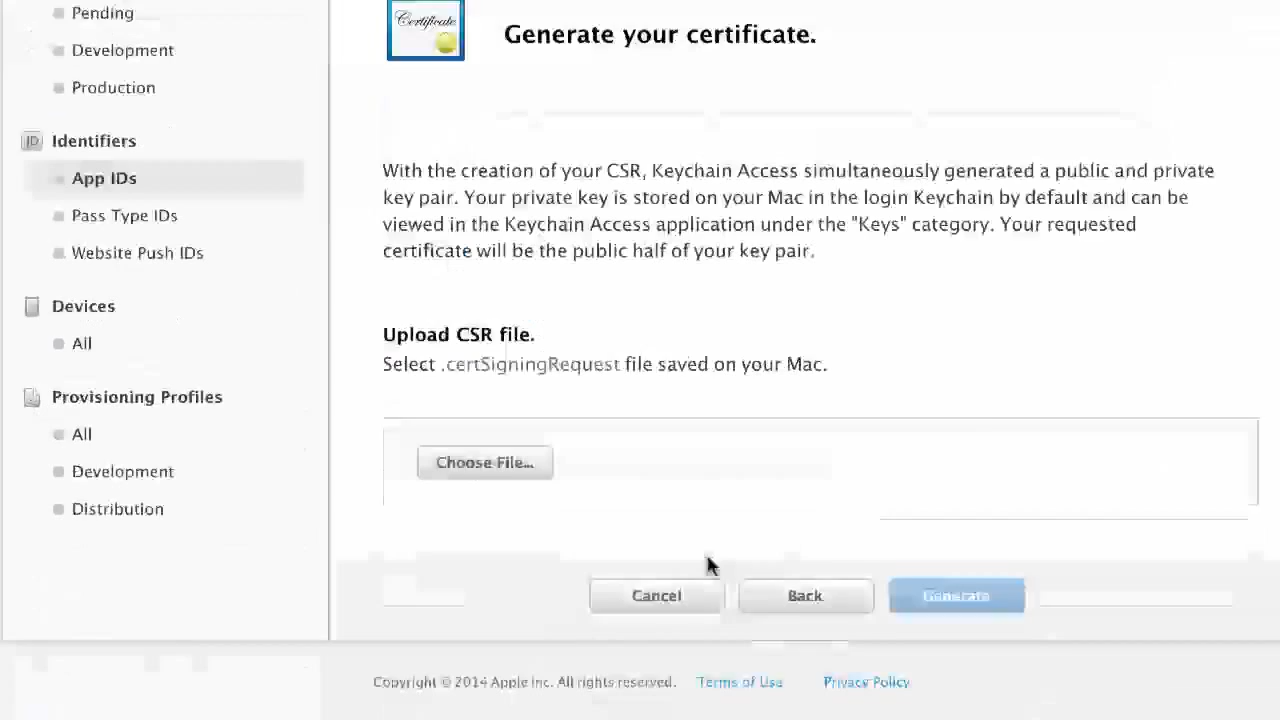 Pending
Development
Production
Identifiers
App IDs
Pass Type IDs
Website Push IDs
Devices
All
Provisioning Profiles
All
Development
Distribution
Certificate
Generate your certificate.
With the creation of your CSR, Keychain Access simultaneously generated a public and private
key pair. Your private key is stored on your Mac in the login Keychain by default and can be
viewed in the Keychain Access application under the "Keys" category. Your requested
certificate will be the public half of your key pair.
Upload CSR file.
Select .certSigningRequest file saved on your Mac.
Choose File...
Cancel
Back
Generate
Copyright © 2014 Apple Inc. All rights reserved. Terms of Use Privacy Policy